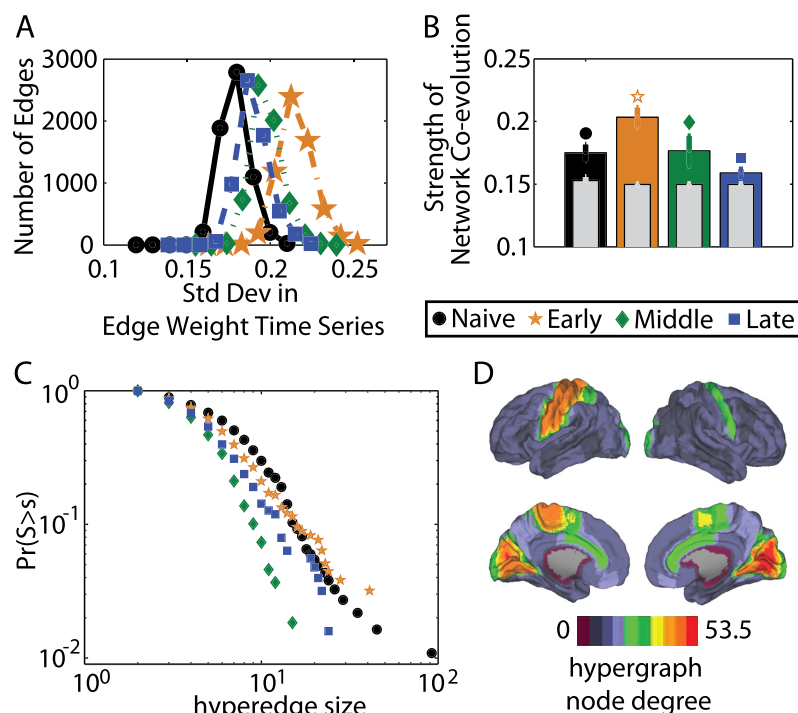 A
Number of Edges
3000
2000
1000
0
0.1
0.15
0.2
0.25
Std Dev in
Edge Weight Time Series
B
Strength of
Network Co-evolution
0.25
0.2
0.15
0.1
Naive Early Middle Late
C
Pr(S>s)
10^0
10^-1
10^-2
10^0
10^1
10^2
hyperedge size
D
0 53.5
hypergraph
node degree